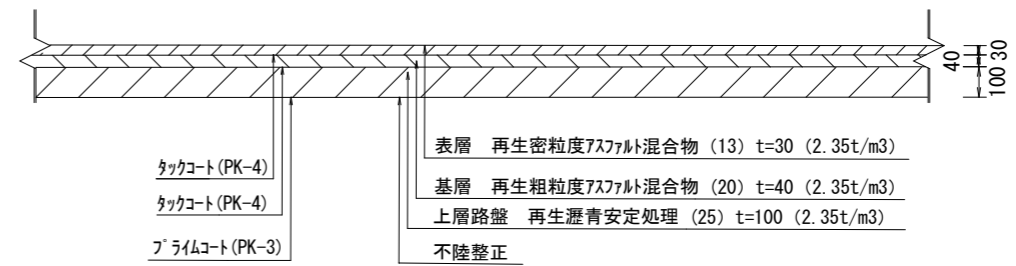 30
40
100
表層 再生密粒度ｱｽﾌｧﾙﾄ混合物 (13) t=30 (2.35t/m3)
ﾀｯｸｺｰﾄ(PK-4)
基層 再生粗粒度ｱｽﾌｧﾙﾄ混合物 (20) t=40 (2.35t/m3)
ﾀｯｸｺｰﾄ(PK-4)
上層路盤 再生瀝青安定処理 (25) t=100 (2.35t/m3)
ﾌﾟﾗｲﾑｺｰﾄ(PK-3)
不陸整正